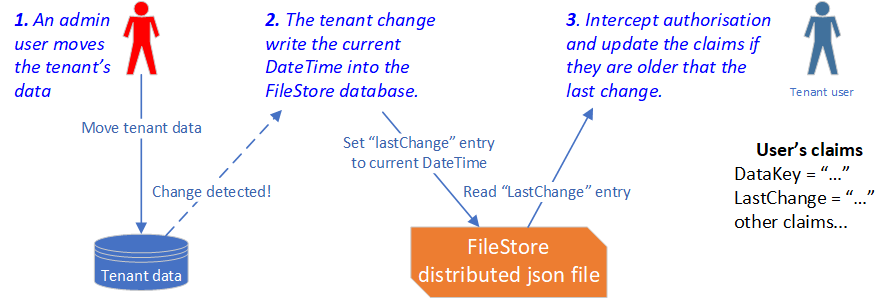 1. An admin
user moves
the tenant's
data
2. The tenant change
write the current
DateTime into the
FileStore database.
3. Intercept authorisation
and update the claims if
they are older that the
last change.
Tenant user
Move tenant data
Set “lastChange” entry
to current DateTime
Change detected!
Read “LastChange” entry
User's claims
DataKey = “...”
LastChange = “...”
other claims...
Tenant data
FileStore
distributed json file